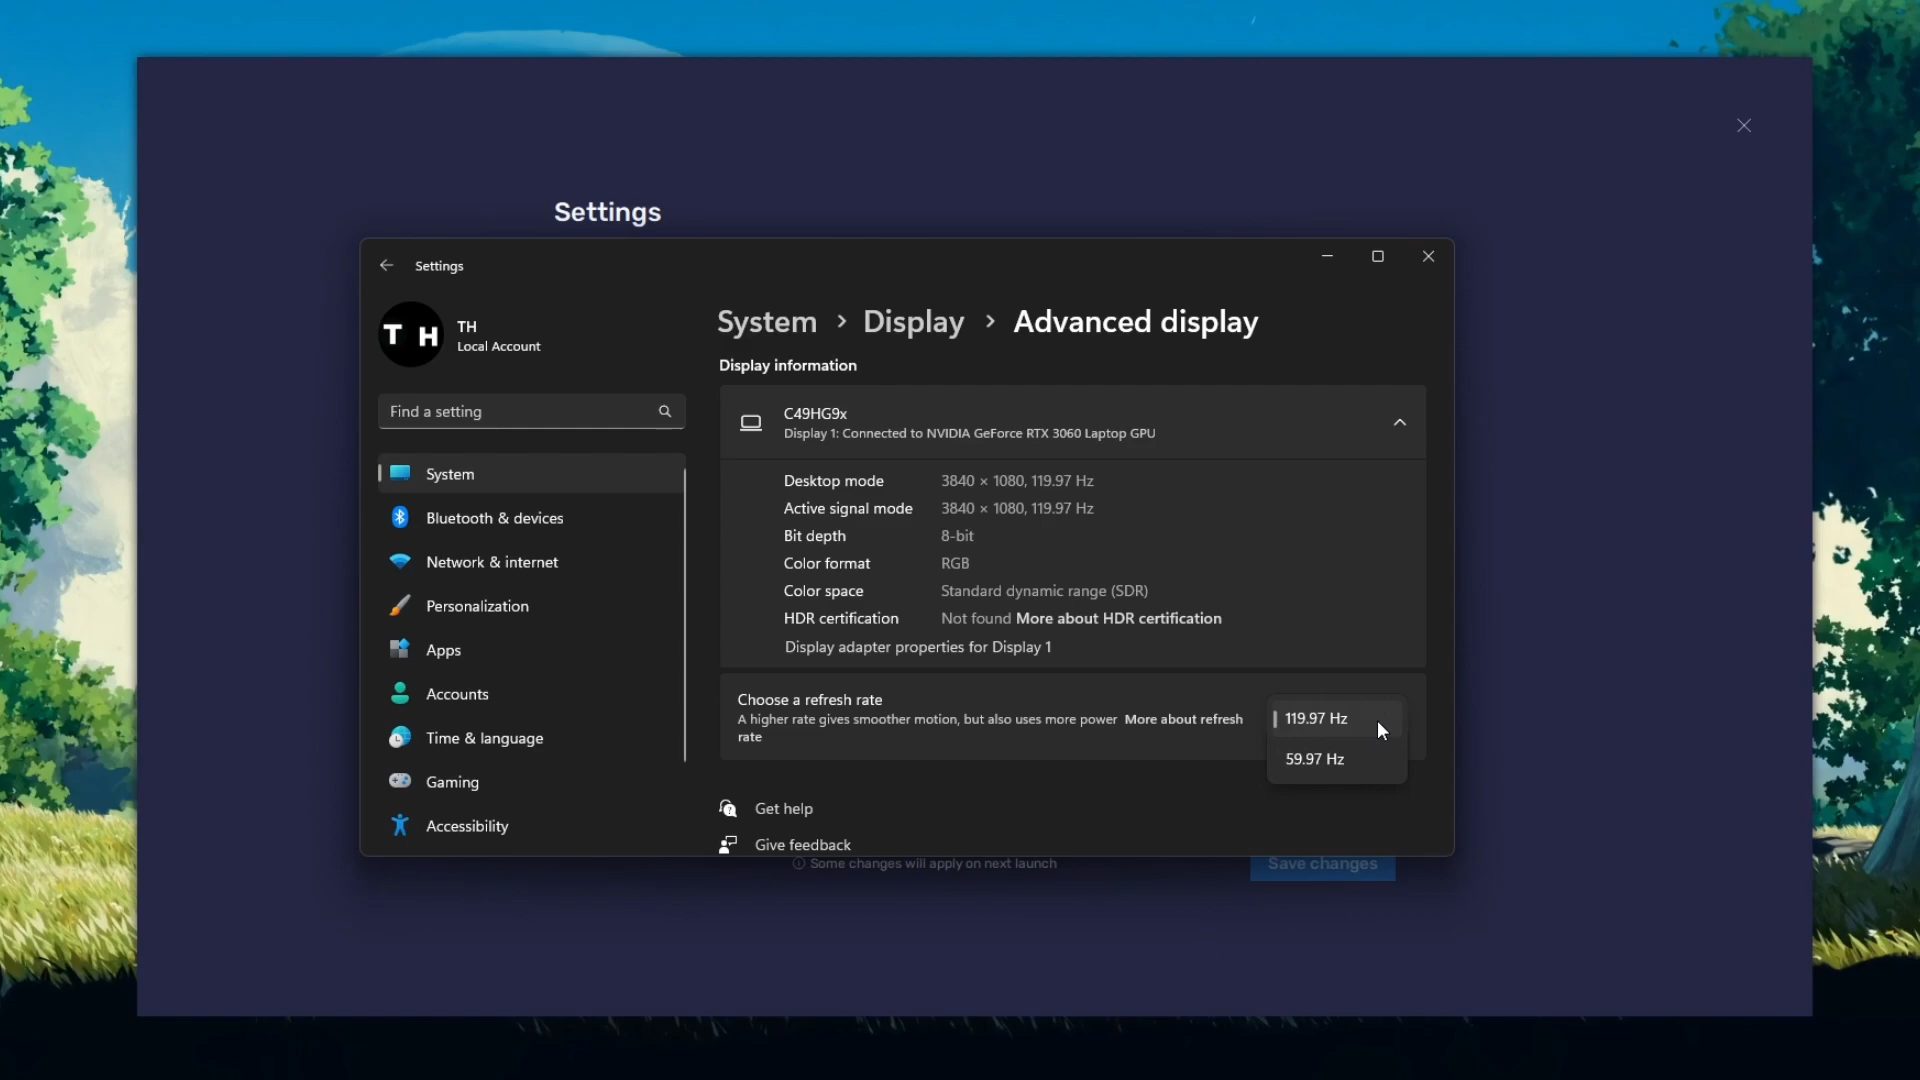 Settings
Settings
T H
TH
Local Account
Find a setting
System
Bluetooth & devices
Network & internet
Personalization
Apps
Accounts
Time & language
Gaming
Accessibility
System > Display > Advanced display
Display information
C49HG9x
Display 1: Connected to NVIDIA GeForce RTX 3060 Laptop GPU
Desktop mode 3840 × 1080, 119.97 Hz
Active signal mode 3840 × 1080, 119.97 Hz
Bit depth 8-bit
Color format RGB
Color space Standard dynamic range (SDR)
HDR certification Not found More about HDR certification
Display adapter properties for Display 1
Choose a refresh rate
A higher rate gives smoother motion, but also uses more power More about refresh
rate
119.97 Hz
59.97 Hz
Get help
Give feedback
Some changes will apply on next launch
Save changes